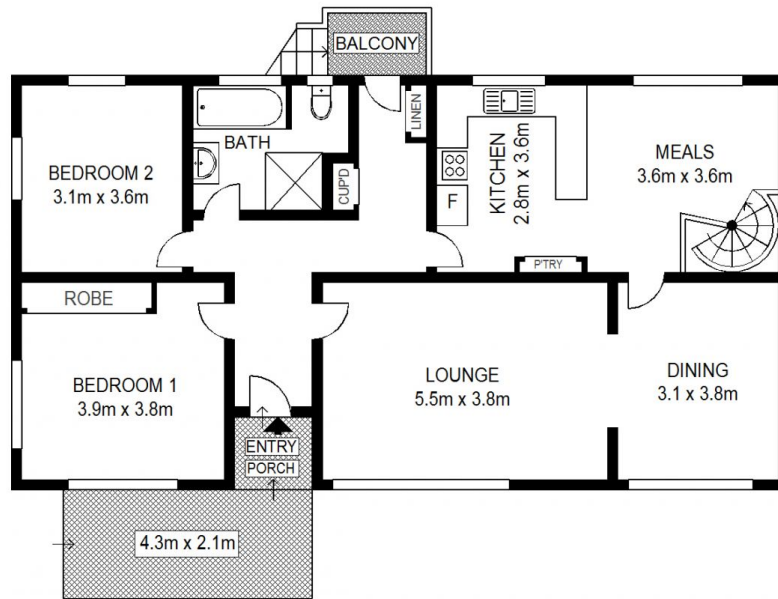 BALCONY
LINEN
BATH
CUP'D
BEDROOM 2
3.1m x 3.6m
KITCHEN
2.8m x 3.6m
F
MEALS
3.6m x 3.6m
P'TRY
ROBE
BEDROOM 1
3.9m x 3.8m
LOUNGE
5.5m x 3.8m
DINING
3.1 x 3.8m
ENTRY
PORCH
4.3m x 2.1m